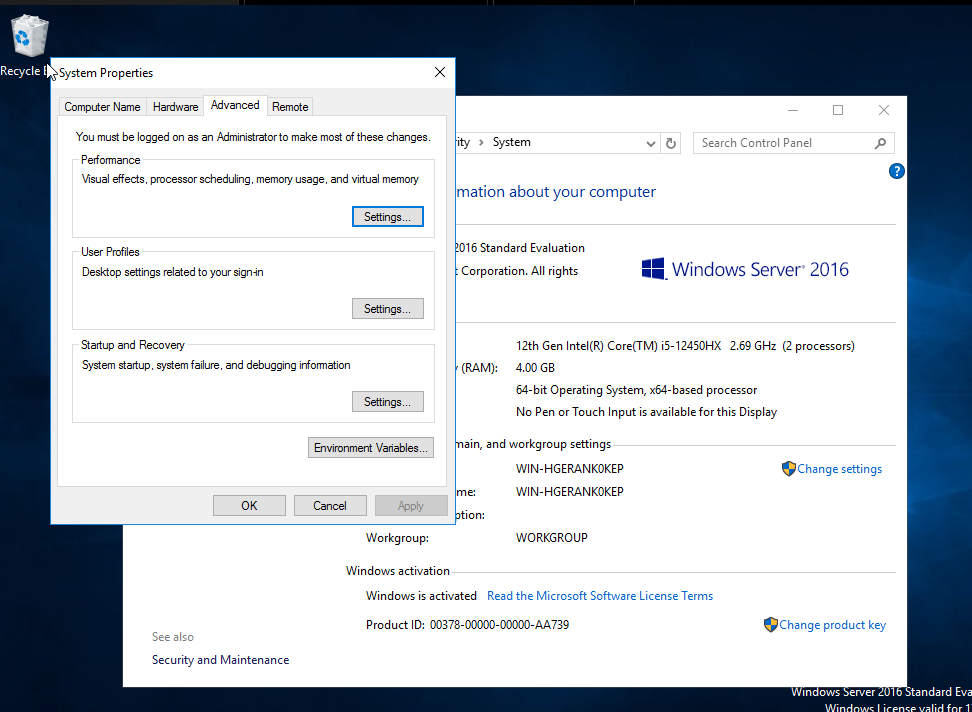 Recycle
System Properties
Computer Name
Hardware
Advanced
Remote
You must be logged on as an Administrator to make most of these changes.
Performance
Visual effects, processor scheduling, memory usage, and virtual memory
Settings...
User Profiles
Desktop settings related to your sign-in
Settings...
Startup and Recovery
System startup, system failure, and debugging information
Settings...
Environment Variables...
OK
Cancel
Apply
rity › System
Search Control Panel
?
mation about your computer
2016 Standard Evaluation
t Corporation. All rights
Windows Server® 2016
12th Gen Intel(R) Core(TM) i5-12450HX 2.69 GHz (2 processors)
y (RAM): 4.00 GB
64-bit Operating System, x64-based processor
No Pen or Touch Input is available for this Display
main, and workgroup settings
WIN-HGERANK0KEP
Change settings
me: WIN-HGERANK0KEP
ption:
Workgroup: WORKGROUP
Windows activation
Windows is activated Read the Microsoft Software License Terms
Product ID: 00378-00000-00000-AA739
Change product key
See also
Security and Maintenance
Windows Server 2016 Standard Eva
Windows License valid for 1